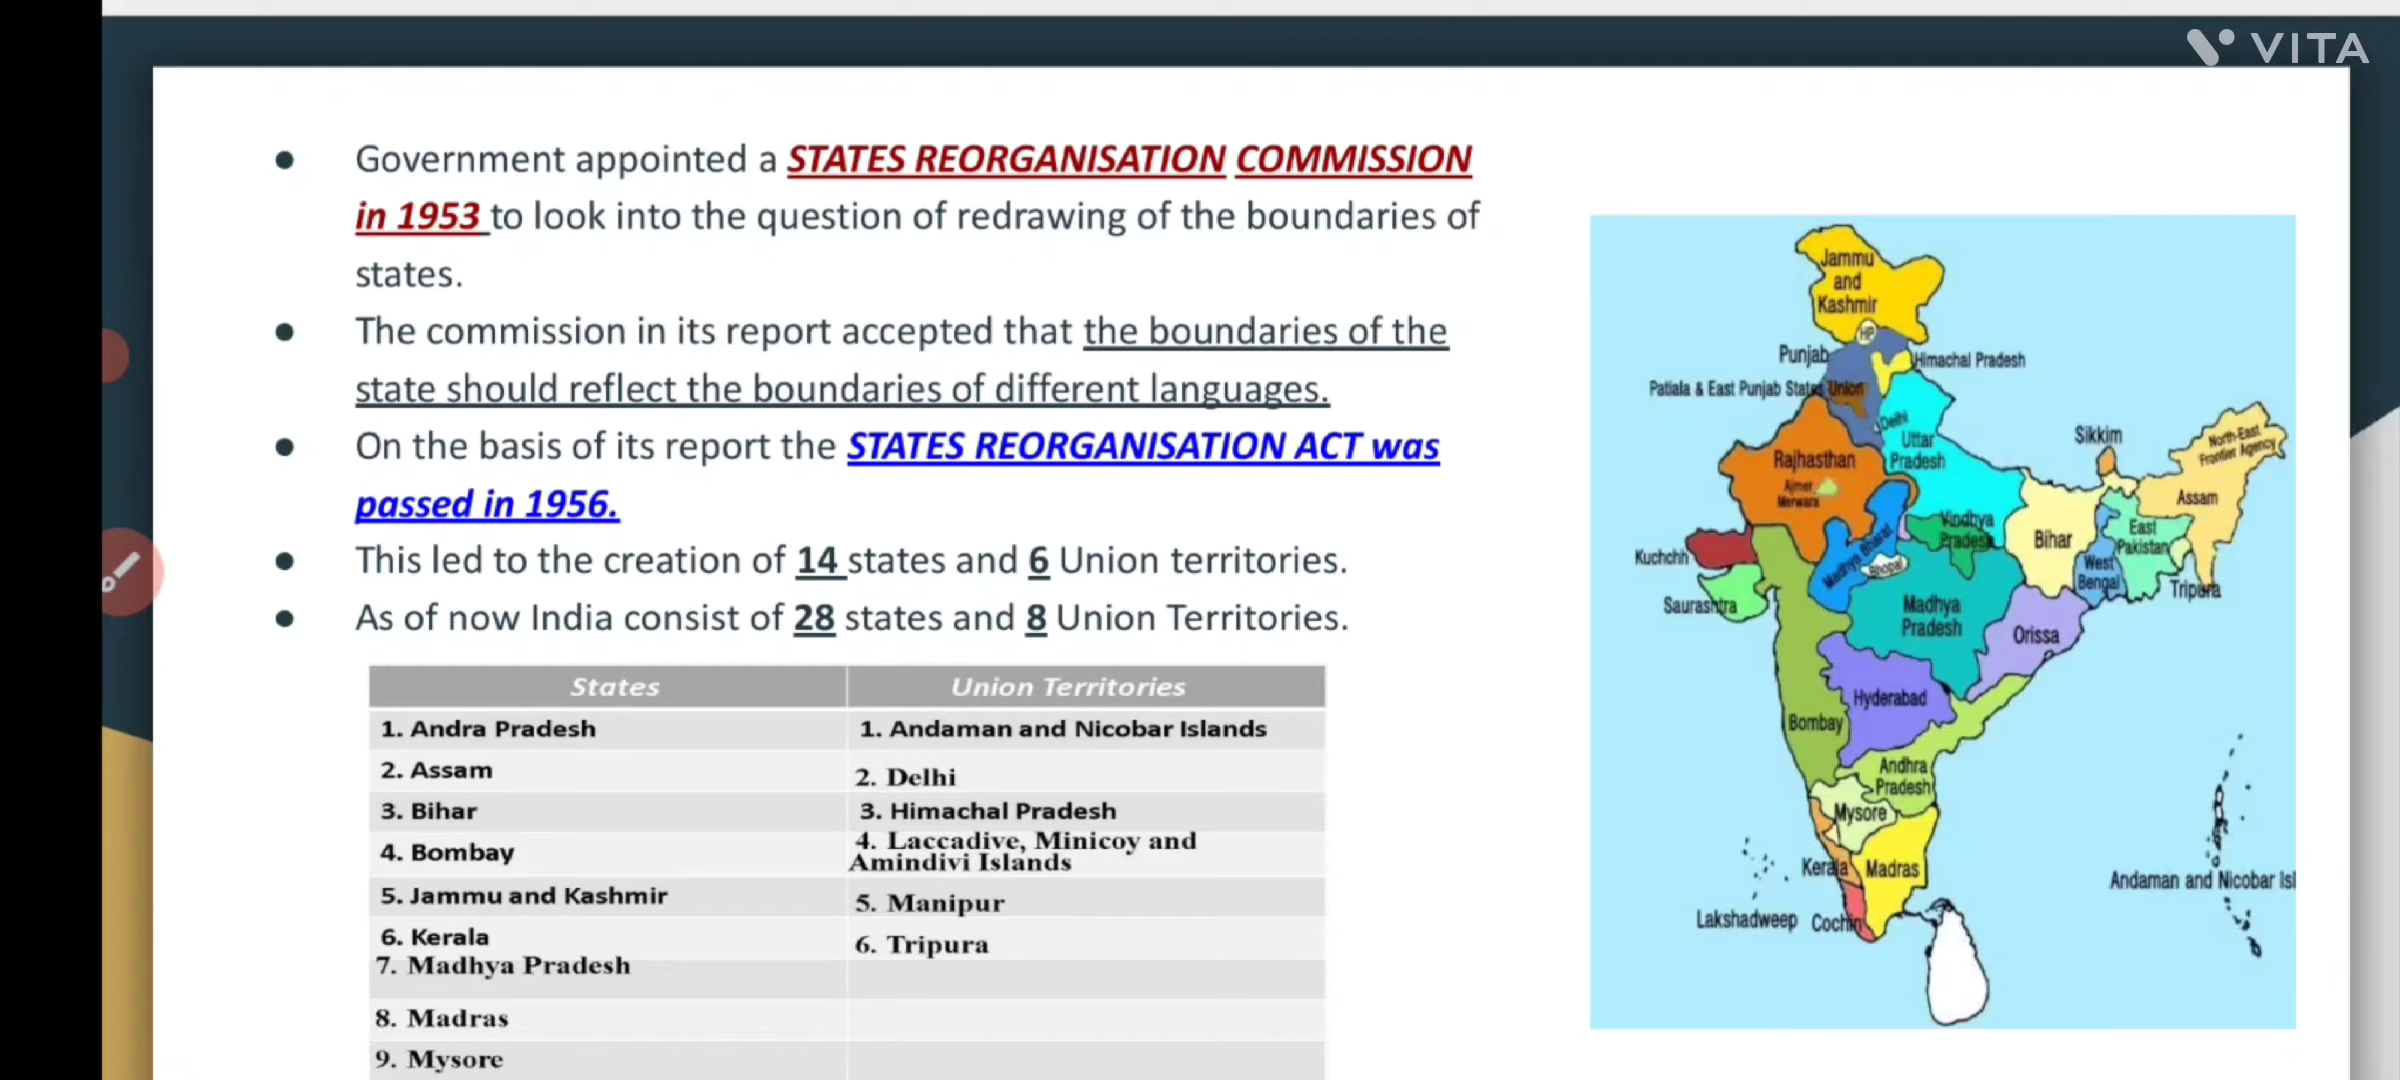 VITA
● Government appointed a STATES REORGANISATION COMMISSION
in 1953 to look into the question of redrawing of the boundaries of
states.
● The commission in its report accepted that the boundaries of the
state should reflect the boundaries of different languages.
● On the basis of its report the STATES REORGANISATION ACT was
passed in 1956.
● This led to the creation of 14 states and 6 Union territories.
● As of now India consist of 28 states and 8 Union Territories.
States Union Territories
1. Andra Pradesh 1. Andaman and Nicobar Islands
2. Assam 2. Delhi
3. Bihar 3. Himachal Pradesh
4. Bombay 4. Laccadive, Minicoy and
Amindivi Islands
5. Jammu and Kashmir 5. Manipur
6. Kerala 6. Tripura
7. Madhya Pradesh
8. Madras
9. Mysore
Jammu
and
Kashmir
HP
Punjab
Himachal Pradesh
Patiala & East Punjab States Union
Delhi
Uttar
Pradesh
Sikkim
North-East
Frontier Agency
Rajhasthan
Ajmer
Merwara
Assam
Vindhya
Pradesh
Bihar
East
Pakistan
Kuchchh
Madhya Bharat
Bhopal
West
Bengal
Tripura
Saurashtra
Madhya
Pradesh
Orissa
Hyderabad
Bombay
Andhra
Pradesh
Mysore
Kerala
Madras
Andaman and Nicobar Isl
Lakshadweep
Cochin